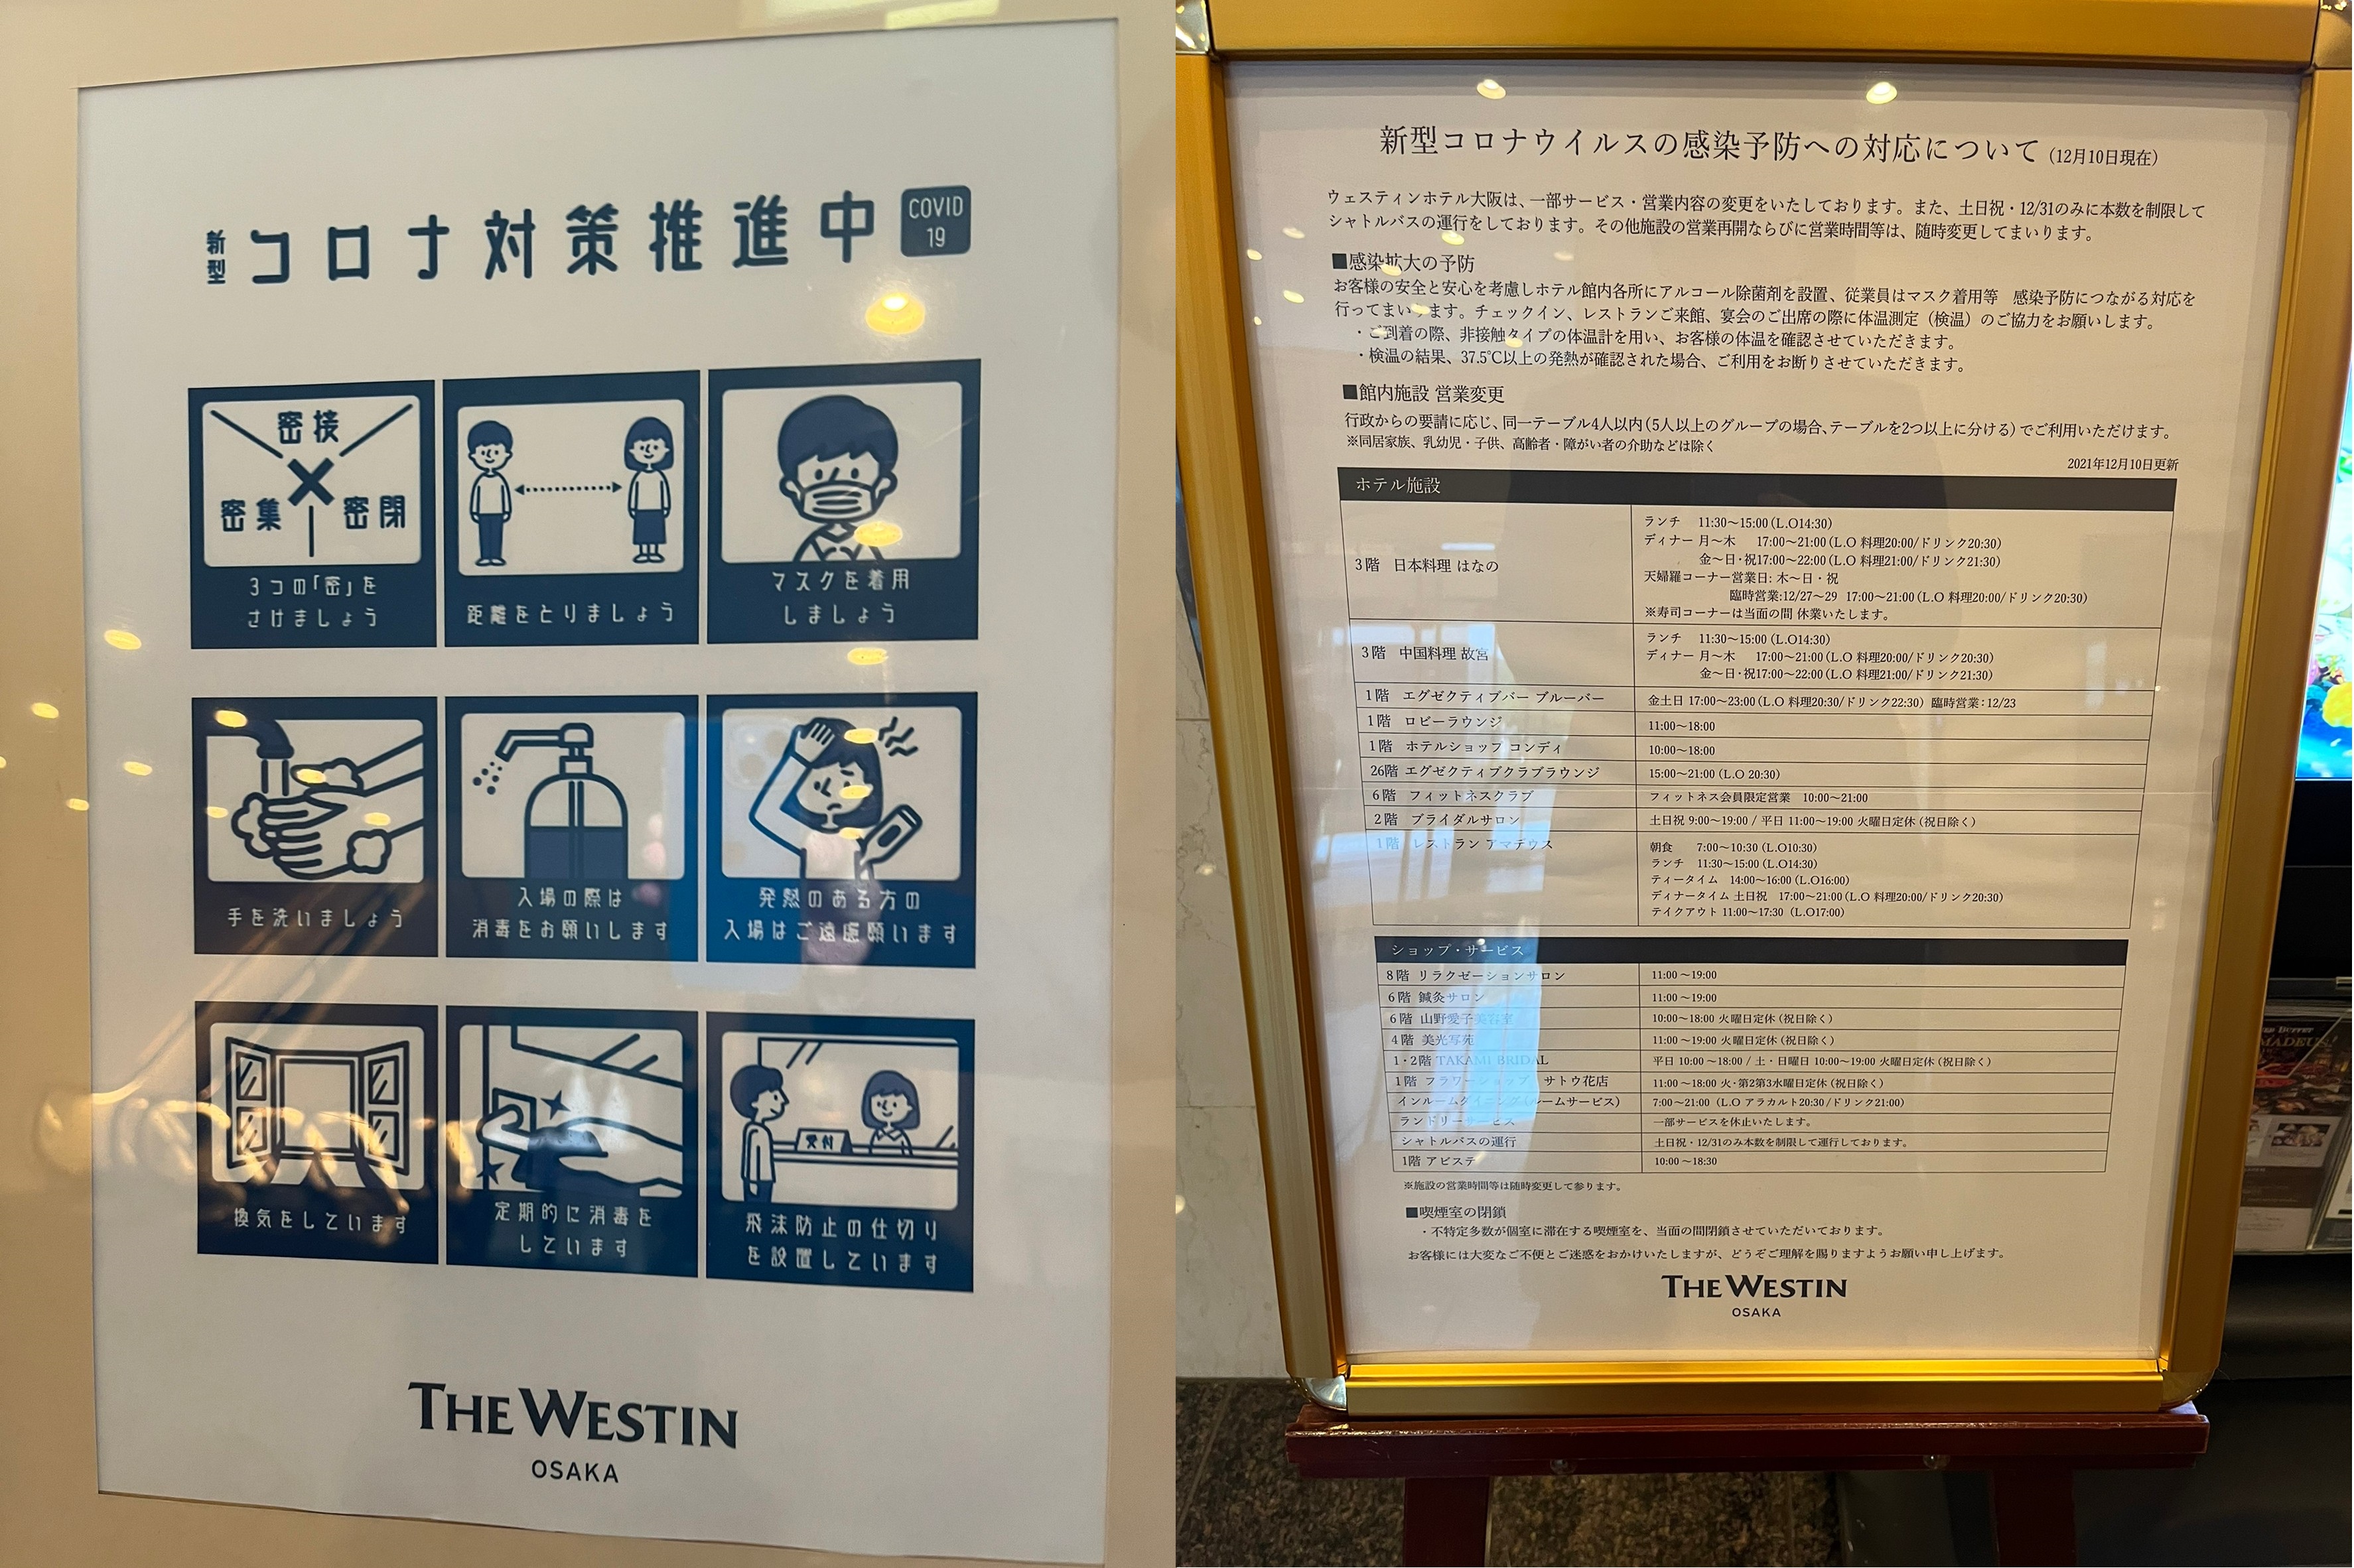 新型 コロナ対策推進中 COVID 19
密接
密集 密閉
3つの「密」を
さけましょう
距離をとりましょう
マスクを着用
しましょう
手を洗いましょう
入場の際は
消毒をお願いします
発熱のある方の
入場はご遠慮願います
換気をしています
定期的に消毒を
しています
受付
飛沫防止の仕切り
を設置しています
THE WESTIN
OSAKA
新型コロナウイルスの感染予防への対応について(12月10日現在)
ウェスティンホテル大阪は、一部サービス・営業内容の変更をいたしております。また、土日祝・12/31のみに本数を制限して
シャトルバスの運行をしております。その他施設の営業再開ならびに営業時間等は、随時変更してまいります。
■感染拡大の予防
お客様の安全と安心を考慮しホテル館内各所にアルコール除菌剤を設置、従業員はマスク着用等 感染予防につながる対応を
行ってまいります。チェックイン、レストランご来館、宴会のご出席の際に体温測定（検温）のご協力をお願いします。
・ご到着の際、非接触タイプの体温計を用い、お客様の体温を確認させていただきます。
・検温の結果、37.5℃以上の発熱が確認された場合、ご利用をお断りさせていただきます。
■館内施設 営業変更
行政からの要請に応じ、同一テーブル4人以内（5人以上のグループの場合、テーブルを2つ以上に分ける）でご利用いただけます。
※同居家族、乳幼児・子供、高齢者・障がい者の介助などは除く
2021年12月10日更新
ホテル施設
3階 日本料理 はなの
ランチ 11:30～15:00（L.O14:30）
ディナー 月～木 17:00～21:00（L.O 料理20:00/ドリンク20:30）
金～日・祝17:00～22:00（L.O 料理21:00/ドリンク21:30）
天婦羅コーナー営業日: 木～日・祝
臨時営業:12/27～29 17:00～21:00（L.O 料理20:00/ドリンク20:30）
※寿司コーナーは当面の間 休業いたします。
3階 中国料理 故宮
ランチ 11:30～15:00（L.O14:30）
ディナー 月～木 17:00～21:00（L.O 料理20:00/ドリンク20:30）
金～日・祝17:00～22:00（L.O 料理21:00/ドリンク21:30）
1階 エグゼクティブバー ブルーバー 金土日 17:00～23:00（L.O 料理20:30/ドリンク22:30） 臨時営業：12/23
1階 ロビーラウンジ 11:00～18:00
1階 ホテルショップ コンディ 10:00～18:00
26階 エグゼクティブクラブラウンジ 15:00～21:00（L.O 20:30）
6階 フィットネスクラブ フィットネス会員限定営業 10:00～21:00
2階 ブライダルサロン 土日祝 9:00～19:00 / 平日 11:00～19:00 火曜日定休（祝日除く）
1階 レストラン アマデウス 朝食 7:00～10:30（L.O10:30）
ランチ 11:30～15:00（L.O14:30）
ティータイム 14:00～16:00（L.O16:00）
ディナータイム 土日祝 17:00～21:00（L.O 料理20:00/ドリンク20:30）
テイクアウト 11:00～17:30（L.O17:00）
ショップ・サービス
8階 リラクゼーションサロン 11:00～19:00
6階 鍼灸サロン 11:00～19:00
6階 山野愛子美容室 10:00～18:00 火曜日定休（祝日除く）
4階 美光写苑 11:00～19:00 火曜日定休（祝日除く）
1・2階 TAKAMI BRIDAL 平日 10:00～18:00 / 土・日曜日 10:00～19:00 火曜日定休（祝日除く）
1階 フラワーショップ サトウ花店 11:00～18:00 火・第2第3水曜日定休（祝日除く）
インルームダイニング（ルームサービス） 7:00～21:00（L.O アラカルト20:30/ドリンク21:00）
ランドリーサービス 一部サービスを休止いたします。
シャトルバスの運行 土日祝・12/31のみ本数を制限して運行しております。
1階 アビステ 10:00～18:30
※施設の営業時間等は随時変更して参ります。
■喫煙室の閉鎖
・不特定多数が個室に滞在する喫煙室を、当面の間閉鎖させていただいております。
お客様には大変なご不便とご迷惑をおかけいたしますが、どうぞご理解を賜りますようお願い申し上げます。
THE WESTIN
OSAKA